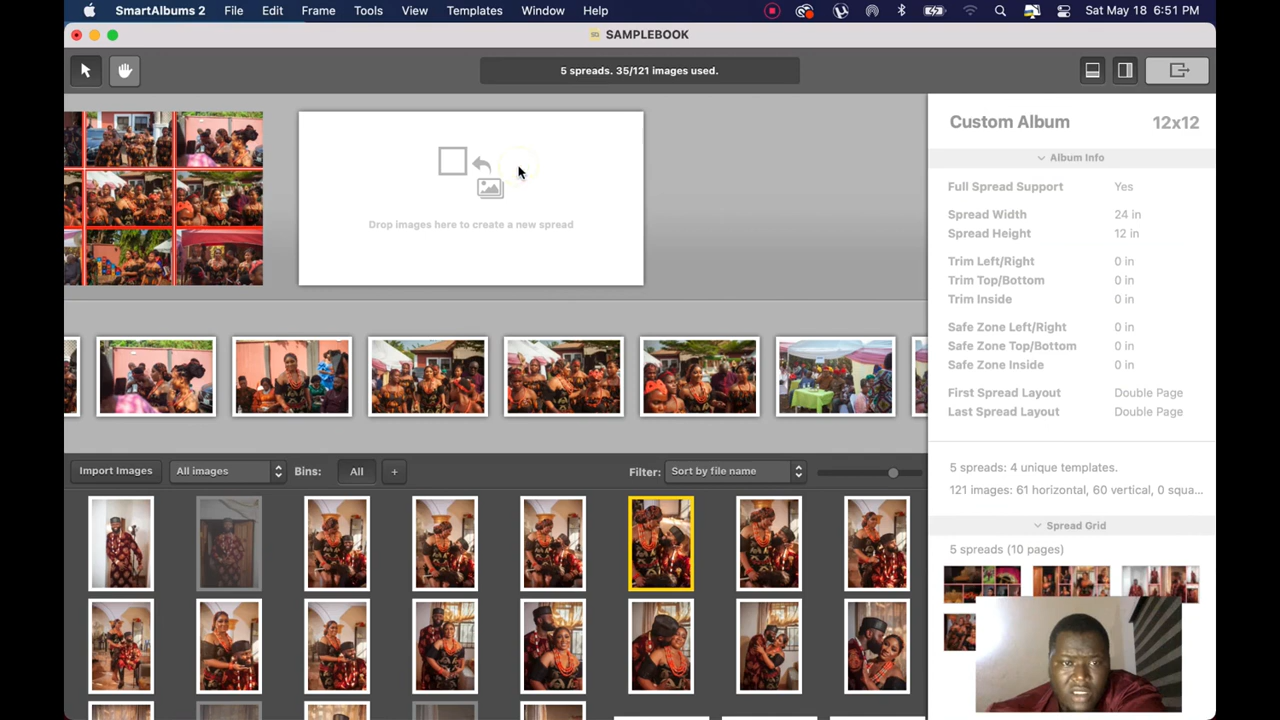 SmartAlbums 2 File Edit Frame Tools View Templates Window Help Sat May 18 6:51 PM
SAMPLEBOOK
5 spreads. 35/121 images used.
Drop images here to create a new spread
Custom Album 12x12
Album Info
Full Spread Support Yes
Spread Width 24 in
Spread Height 12 in
Trim Left/Right 0 in
Trim Top/Bottom 0 in
Trim Inside 0 in
Safe Zone Left/Right 0 in
Safe Zone Top/Bottom 0 in
Safe Zone Inside 0 in
First Spread Layout Double Page
Last Spread Layout Double Page
5 spreads: 4 unique templates.
121 images: 61 horizontal, 60 vertical, 0 squa...
Spread Grid
5 spreads (10 pages)
Import Images All images Bins: All + Filter: Sort by file name